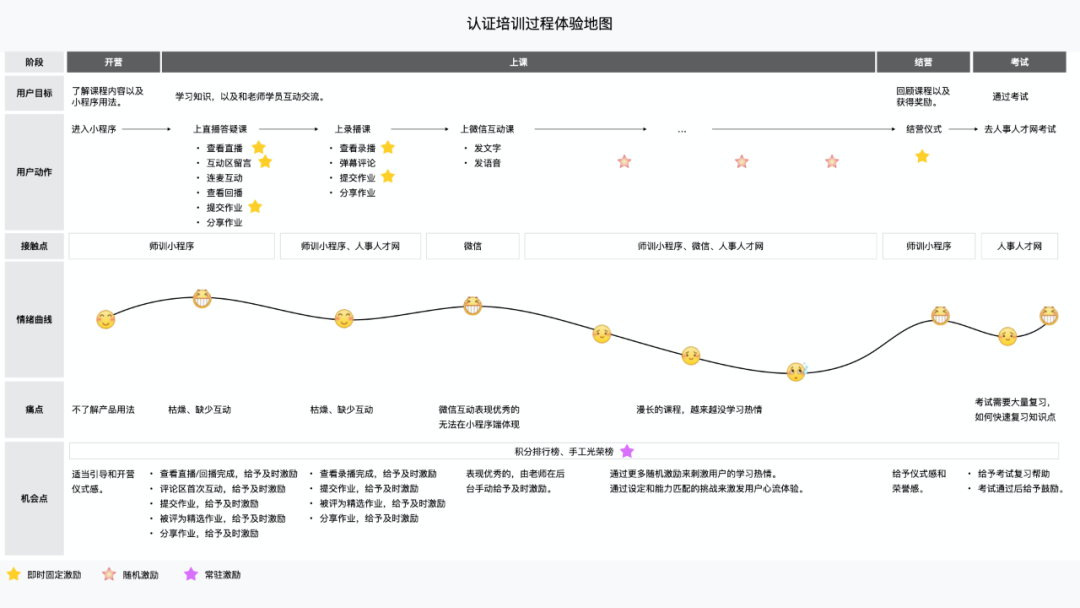 认证培训过程体验地图
阶段
开营
上课
结营
考试
用户目标
了解课程内容以及
小程序用法。
学习知识，以及和老师学员互动交流。
回顾课程以及
获得奖励。
通过考试
用户动作
进入小程序
上直播答疑课
• 查看直播
• 互动区留言
• 连麦互动
• 查看回播
• 提交作业
• 分享作业
上录播课
• 查看录播
• 弹幕评论
• 提交作业
• 分享作业
上微信互动课
• 发文字
• 发语音
...
结营仪式
去人事人才网考试
接触点
师训小程序
师训小程序、人事人才网
微信
师训小程序、微信、人事人才网
师训小程序
人事人才网
情绪曲线
痛点
不了解产品用法
枯燥、缺少互动
枯燥、缺少互动
微信互动表现优秀的
无法在小程序端体现
漫长的课程，越来越没学习热情
考试需要大量复习，
如何快速复习知识点
机会点
积分排行榜、手工光荣榜
适当引导和开营
仪式感。
• 查看直播/回播完成，给予及时激励
• 评论区首次互动，给予及时激励
• 提交作业，给予及时激励
• 被评为精选作业，给予及时激励
• 分享作业，给予及时激励
• 查看录播完成，给予及时激励
• 提交作业，给予及时激励
• 被评为精选作业，给予及时激励
• 分享作业，给予及时激励
表现优秀的，由老师在后
台手动给予及时激励。
通过更多随机激励来刺激用户的学习热情。
通过设定和能力匹配的挑战来激发用户心流体验。
给予仪式感和
荣誉感。
• 给予考试复习帮助
• 考试通过后给予鼓励。
即时固定激励
随机激励
常驻激励